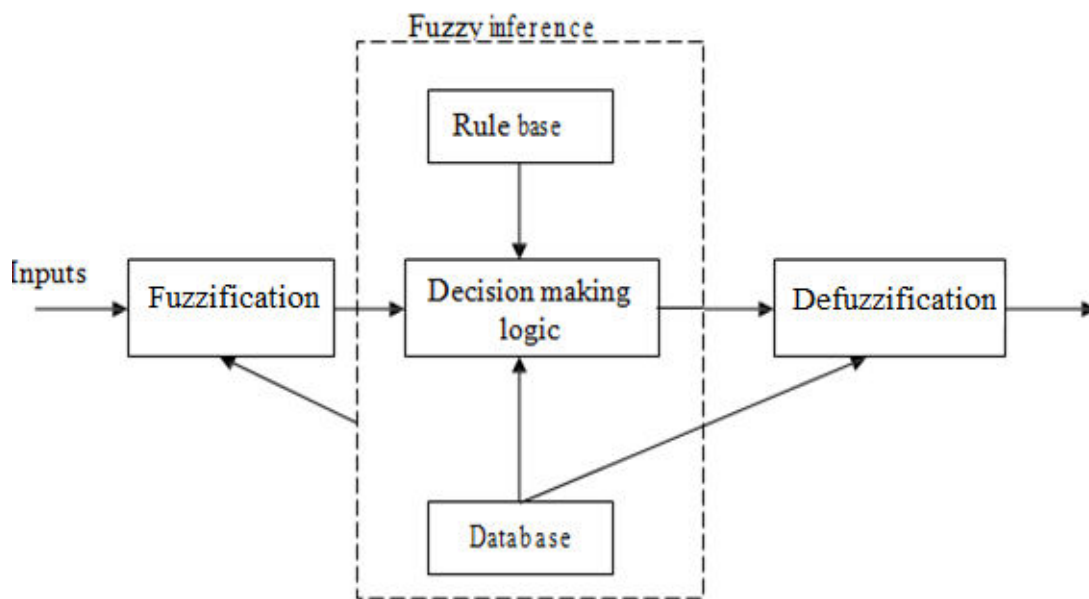 Fuzzy inference
Rule base
Inputs
Fuzzification
Decision making
logic
Defuzzification
Database